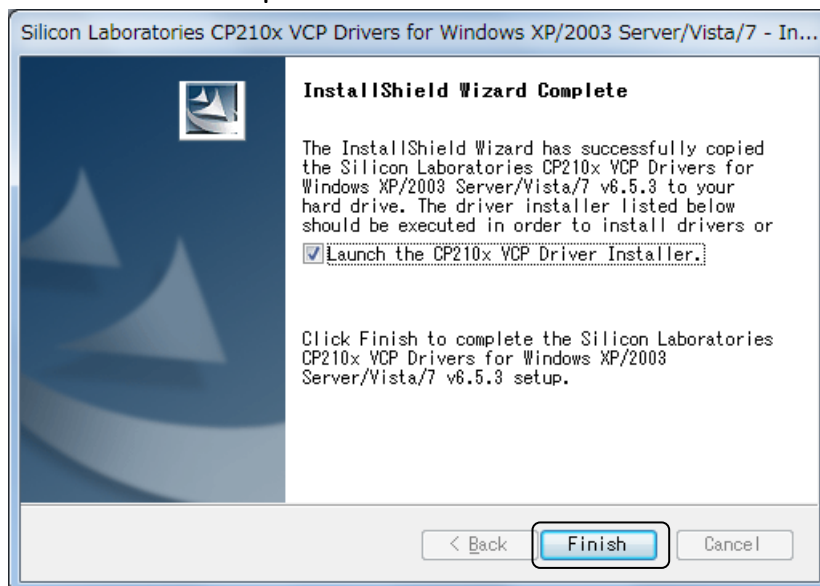 Silicon Laboratories CP210x VCP Drivers for Windows XP/2003 Server/Vista/7 - In...
InstallShield Wizard Complete
The InstallShield Wizard has successfully copied
the Silicon Laboratories CP210x VCP Drivers for
Windows XP/2003 Server/Vista/7 v6.5.3 to your
hard drive. The driver installer listed below
should be executed in order to install drivers or
Launch the CP210x VCP Driver Installer.
Click Finish to complete the Silicon Laboratories
CP210x VCP Drivers for Windows XP/2003
Server/Vista/7 v6.5.3 setup.
< Back Finish Cancel